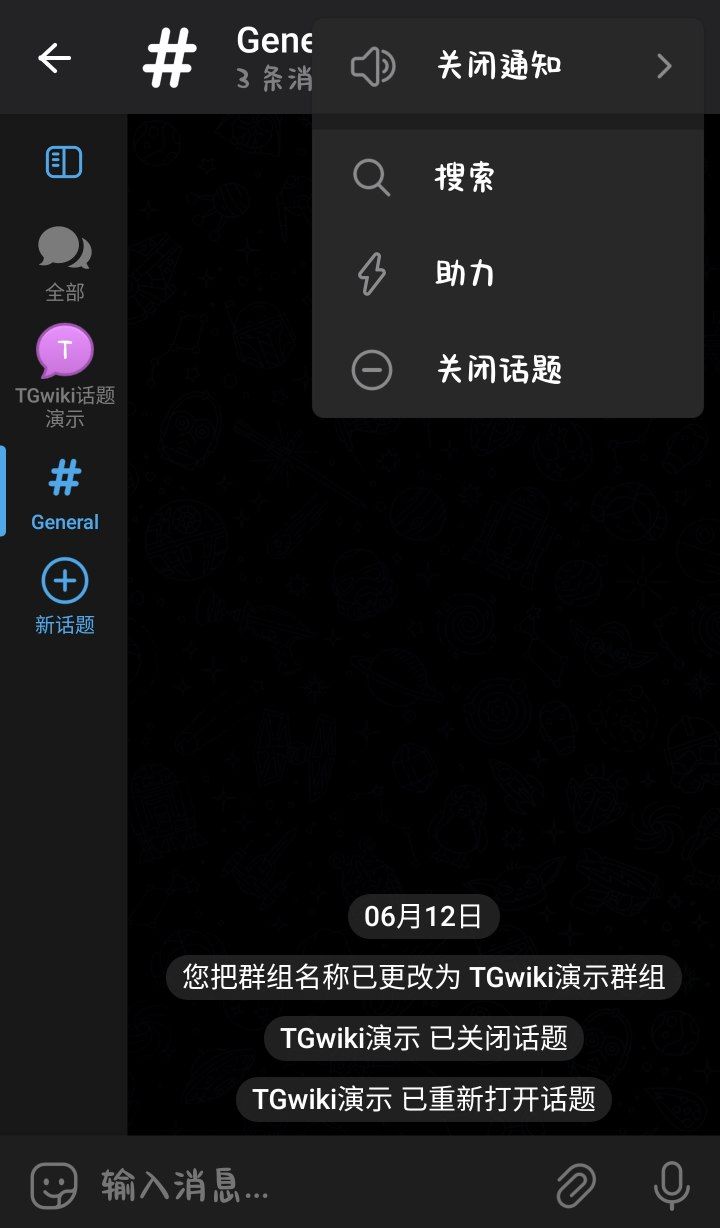 Gene
3 条消
关闭通知
搜索
助力
关闭话题
全部
T
TGwiki话题
演示
#
General
新话题
06月12日
您把群组名称已更改为 TGwiki演示群组
TGwiki演示 已关闭话题
TGwiki演示 已重新打开话题
输入消息...